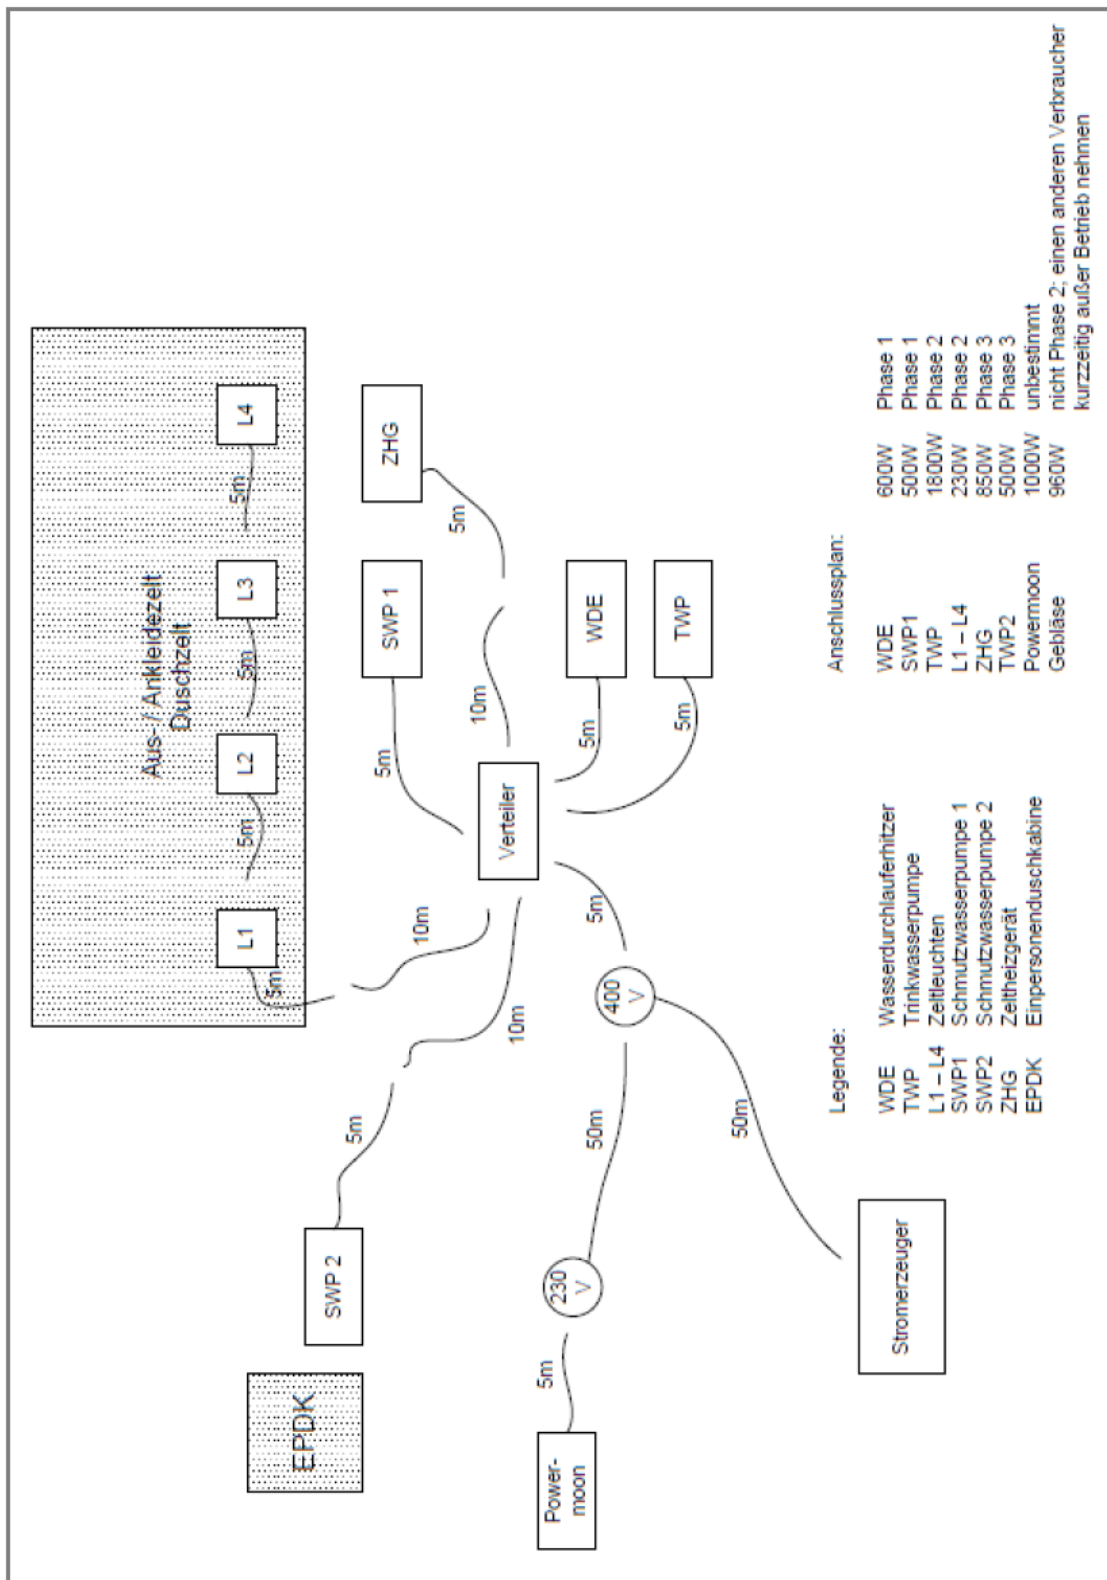 Aus- / Ankleidezelt
Duschzelt
L1
L2
L3
L4
5m
5m
5m
5m
EPDK
SWP 2
5m
10m
10m
SWP 1
5m
ZHG
5m
10m
Verteiler
WDE
5m
TWP
5m
5m
400
V
50m
230
V
5m
Power-
moon
50m
Stromerzeuger
Legende:
WDE Wasserdurchlauferhitzer
TWP Trinkwasserpumpe
L1 – L4 Zeltleuchten
SWP1 Schmutzwasserpumpe 1
SWP2 Schmutzwasserpumpe 2
ZHG Zeltheizgerät
EPDK Einpersonenduschkabine
Anschlussplan:
WDE 600W Phase 1
SWP1 500W Phase 1
TWP 1800W Phase 2
L1 – L4 230W Phase 2
ZHG 850W Phase 3
TWP2 500W Phase 3
Powermoon 1000W unbestimmt
Gebläse 960W nicht Phase 2; einen anderen Verbraucher
kurzzeitig außer Betrieb nehmen